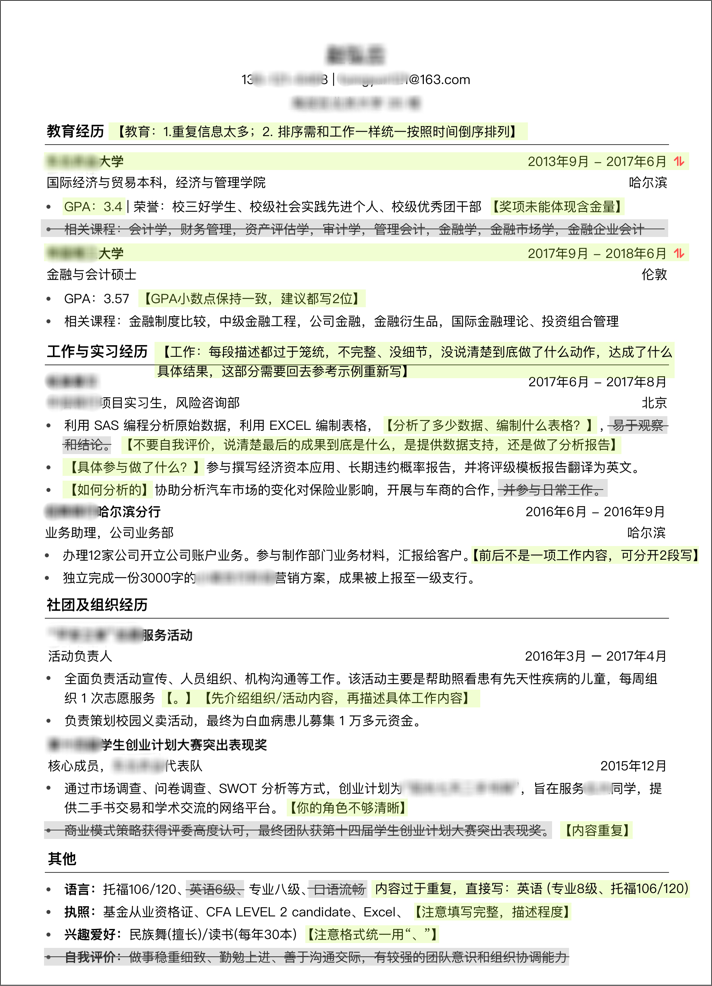 13 8 | @163.com
教育经历 【教育：1.重复信息太多；2. 排序需和工作一样统一按照时间倒序排列】
大学 2013年9月 – 2017年6月
国际经济与贸易本科，经济与管理学院 哈尔滨
• GPA：3.4 | 荣誉：校三好学生、校级社会实践先进个人、校级优秀团干部 【奖项未能体现含金量】
• 相关课程：会计学，财务管理，资产评估学，审计学，管理会计，金融学，金融市场学，金融企业会计
大学 2017年9月 – 2018年6月
金融与会计硕士 伦敦
• GPA：3.57 【GPA小数点保持一致，建议都写2位】
• 相关课程：金融制度比较，中级金融工程，公司金融，金融衍生品，国际金融理论、投资组合管理
工作与实习经历 【工作：每段描述都过于笼统，不完整、没细节，没说清楚到底做了什么动作，达成了什么
具体结果，这部分需要回去参考示例重新写】
2017年6月 – 2017年8月
项目实习生，风险咨询部 北京
• 利用 SAS 编程分析原始数据，利用 EXCEL 编制表格，【分析了多少数据、编制什么表格？】，易于观察
和结论。 【不要自我评价，说清楚最后的成果到底是什么，是提供数据支持，还是做了分析报告】
• 【具体参与做了什么？】参与撰写经济资本应用、长期违约概率报告，并将评级模板报告翻译为英文。
• 【如何分析的】协助分析汽车市场的变化对保险业影响，开展与车商的合作，并参与日常工作。
哈尔滨分行 2016年6月 – 2016年9月
业务助理，公司业务部 哈尔滨
• 办理12家公司开立公司账户业务。参与制作部门业务材料，汇报给客户。【前后不是一项工作内容，可分开2段写】
• 独立完成一份3000字的 营销方案，成果被上报至一级支行。
社团及组织经历
服务活动
活动负责人 2016年3月 — 2017年4月
• 全面负责活动宣传、人员组织、机构沟通等工作。该活动主要是帮助照看患有先天性疾病的儿童，每周组
织 1 次志愿服务 【。】【先介绍组织/活动内容，再描述具体工作内容】
• 负责策划校园义卖活动，最终为白血病患儿募集 1 万多元资金。
学生创业计划大赛突出表现奖
核心成员， 代表队 2015年12月
• 通过市场调查、问卷调查、SWOT 分析等方式，创业计划为 ，旨在服务 同学，提
供二手书交易和学术交流的网络平台。【你的角色不够清晰】
• 商业模式策略获得评委高度认可，最终团队获第十四届学生创业计划大赛突出表现奖。 【内容重复】
其他
• 语言：托福106/120、英语6级、 专业八级、口语流畅 内容过于重复，直接写：英语 (专业8级、托福106/120)
• 执照：基金从业资格证、CFA LEVEL 2 candidate、Excel、【注意填写完整，描述程度】
• 兴趣爱好：民族舞(擅长)/读书(每年30本) 【注意格式统一用“、”】
• 自我评价：做事稳重细致、勤勉上进、善于沟通交际，有较强的团队意识和组织协调能力